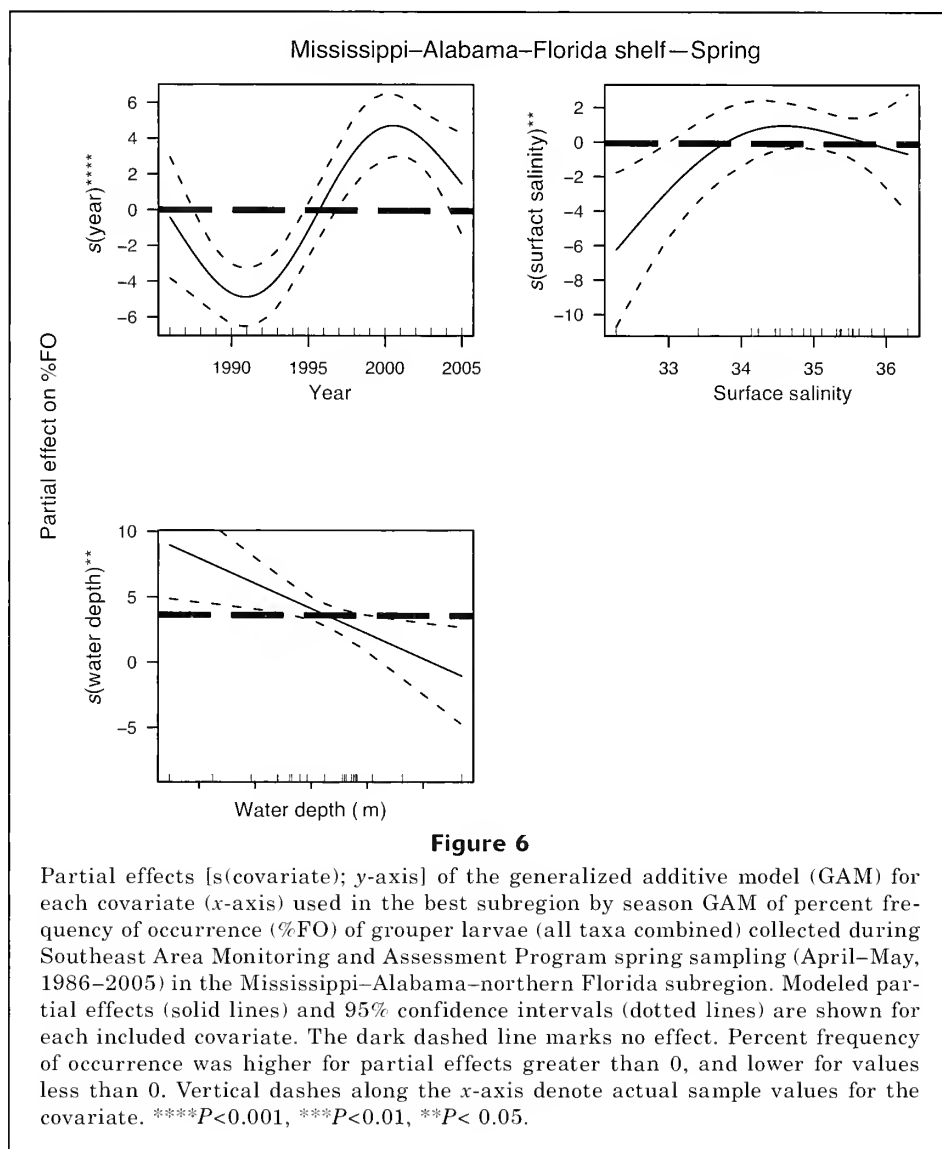 Mississippi–Alabama–Florida shelf—Spring
Partial effect on %FO
s(year)****
6
4
2
0
−2
−4
−6
1990 1995 2000 2005
Year
s(surfact salinity)**
2
0
−2
−4
−6
−8
−10
33 34 35 36
Surface salinity
s(water depth)**
10
5
0
−5
Water depth (m)
Figure 6
Partial effects [s(covariate); y-axis] of the generalized additive model (GAM) for
each covariate (x-axis) used in the best subregion by season GAM of percent fre-
quency of occurrence (%FO) of grouper larvae (all taxa combined) collected during
Southeast Area Monitoring and Assessment Program spring sampling (April–May,
1986–2005) in the Mississippi–Alabama–northern Florida subregion. Modeled par-
tial effects (solid lines) and 95% confidence intervals (dotted lines) are shown for
each included covariate. The dark dashed line marks no effect. Percent frequency
of occurrence was higher for partial effects greater than 0, and lower for values
less than 0. Vertical dashes along the x-axis denote actual sample values for the
covariate. ****P<0.001, ***P<0.01, **P< 0.05.